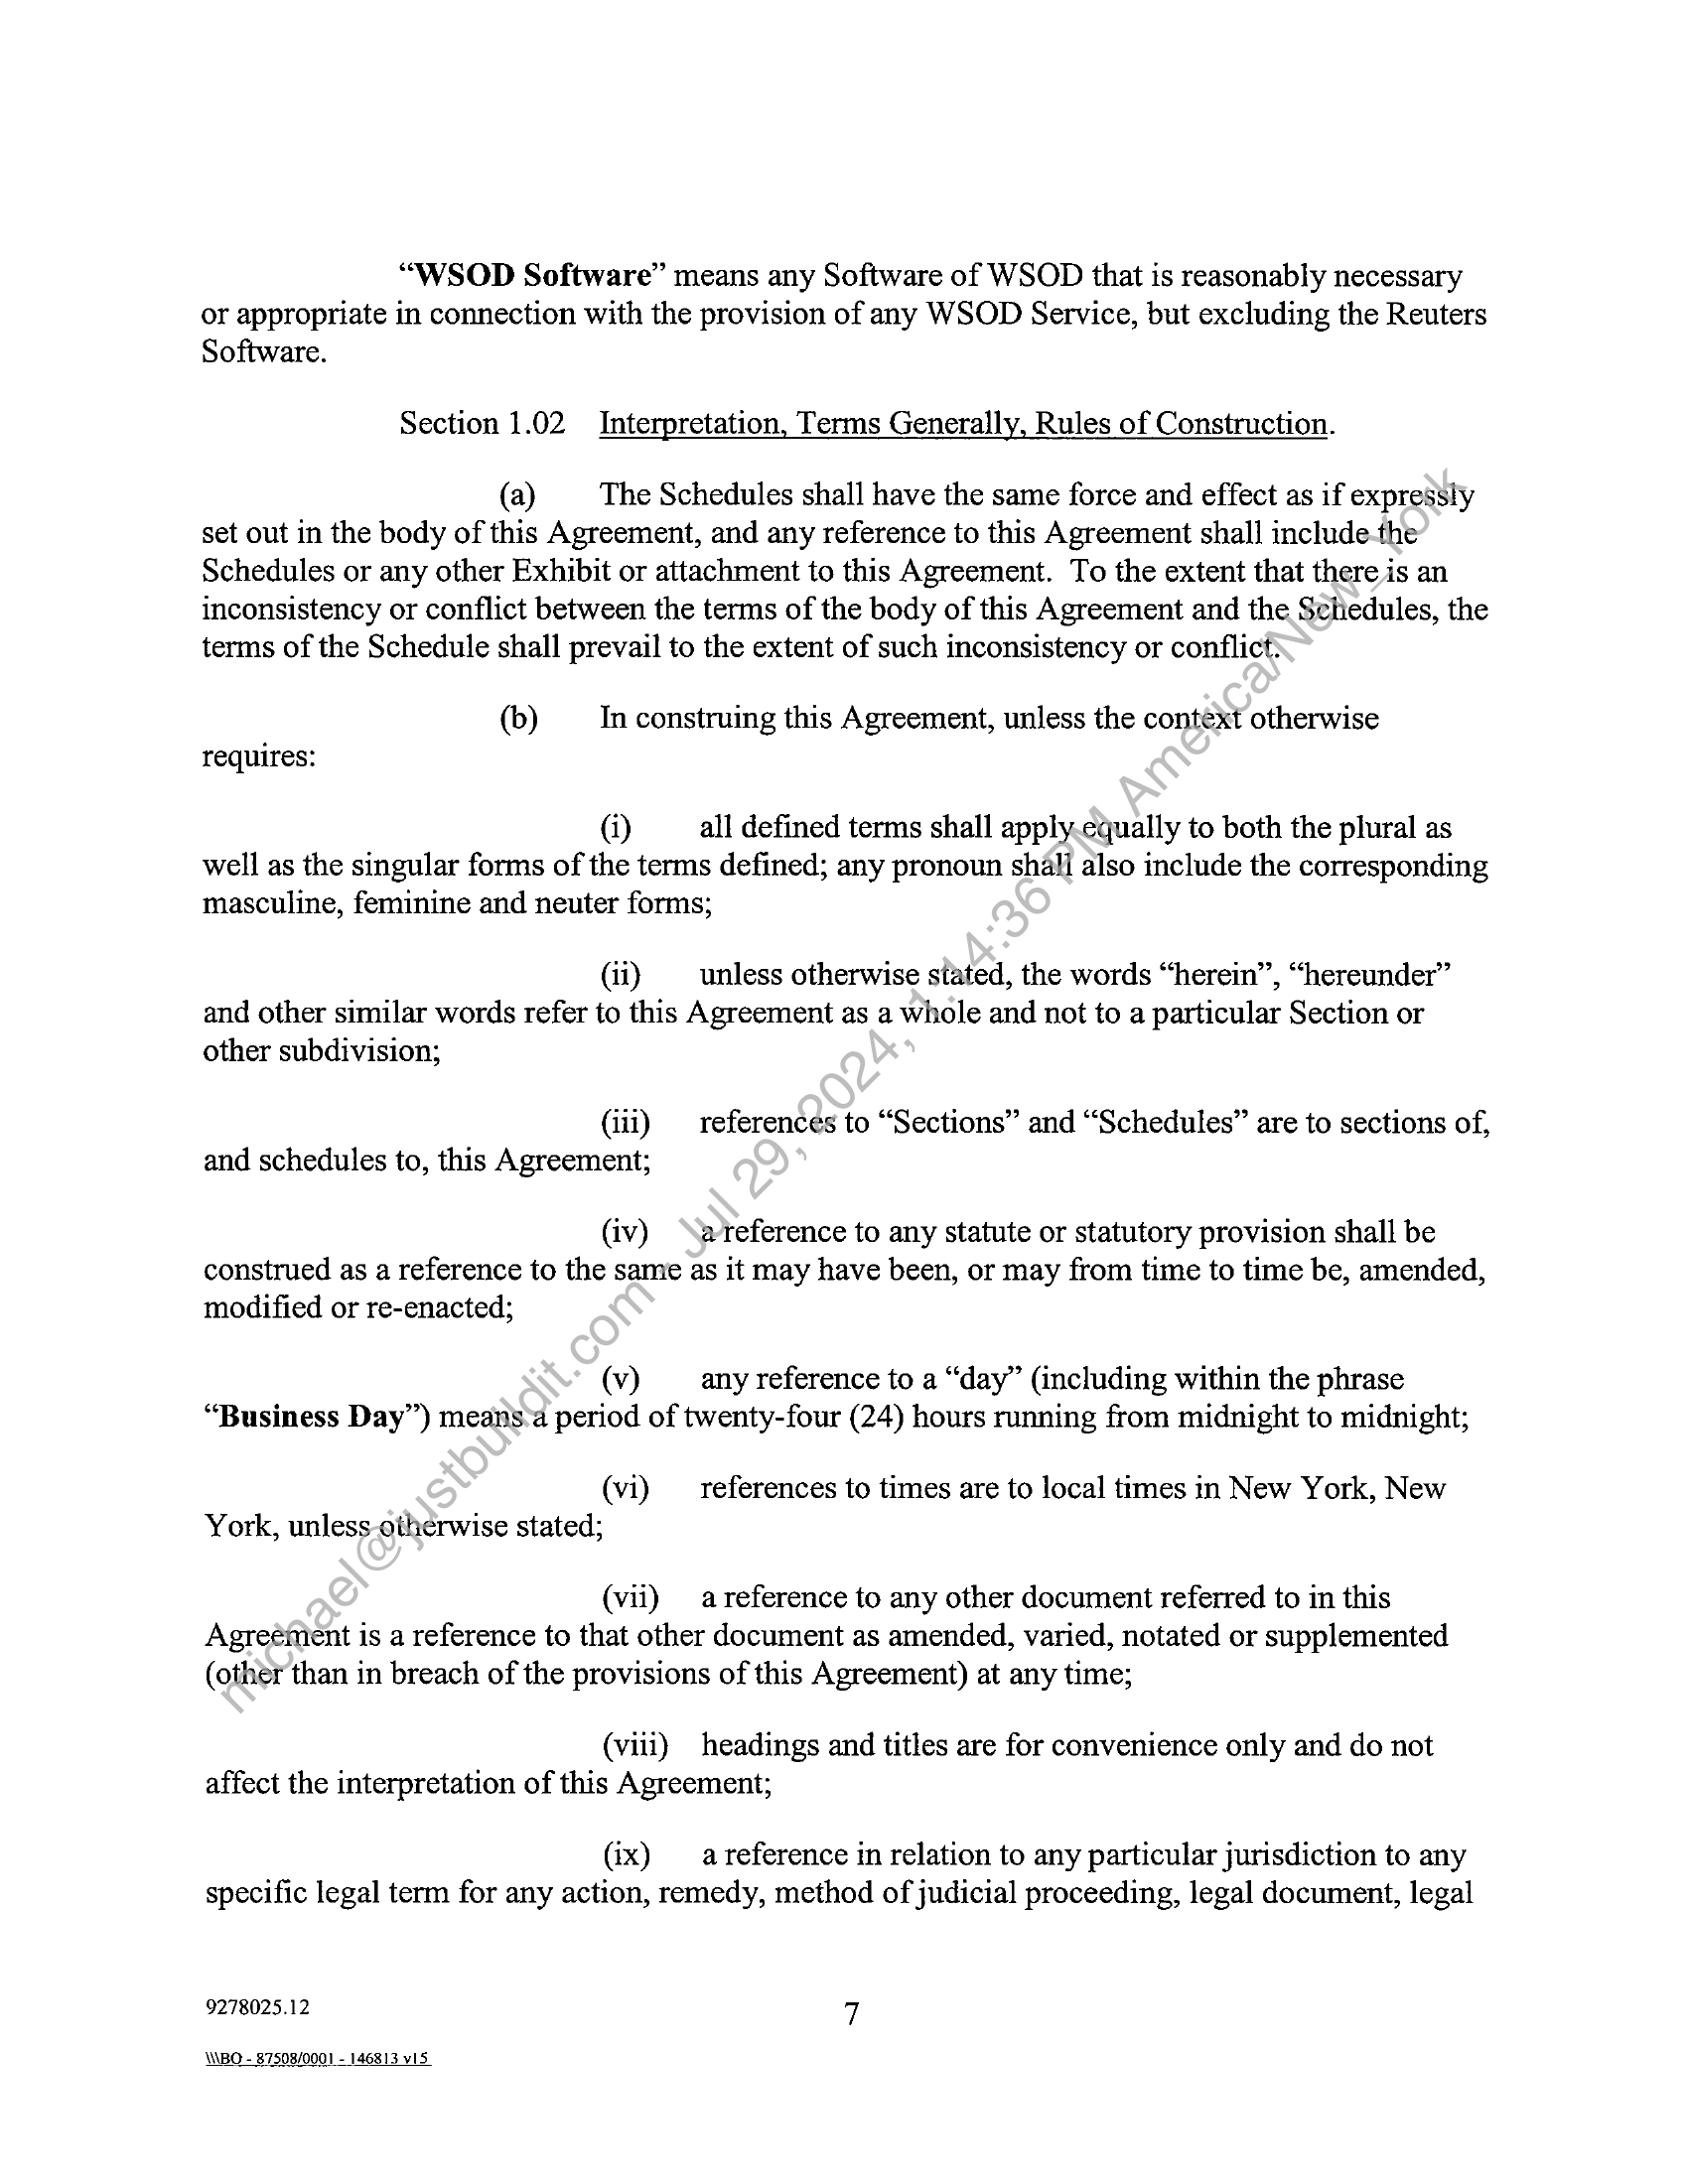 “WSOD Software” means any Software of WSOD that is reasonably necessary
or appropriate in connection with the provision of any WSOD Service, but excluding the Reuters
Software.
Section 1.02 Interpretation, Terms Generally, Rules of Construction.
(a) The Schedules shall have the same force and effect as if expressly
set out in the body of this Agreement, and any reference to this Agreement shall include the
Schedules or any other Exhibit or attachment to this Agreement. To the extent that there is an
inconsistency or conflict between the terms of the body of this Agreement and the Schedules, the
terms of the Schedule shall prevail to the extent of such inconsistency or conflict.
(b) In construing this Agreement, unless the context otherwise
requires:
(i) all defined terms shall apply equally to both the plural as
well as the singular forms of the terms defined; any pronoun shall also include the corresponding
masculine, feminine and neuter forms;
(ii) unless otherwise stated, the words “herein”, “hereunder”
and other similar words refer to this Agreement as a whole and not to a particular Section or
other subdivision;
(iii) references to “Sections” and “Schedules” are to sections of,
and schedules to, this Agreement;
(iv) a reference to any statute or statutory provision shall be
construed as a reference to the same as it may have been, or may from time to time be, amended,
modified or re-enacted;
(v) any reference to a “day” (including within the phrase
“Business Day”) means a period of twenty-four (24) hours running from midnight to midnight;
(vi) references to times are to local times in New York, New
York, unless otherwise stated;
(vii) a reference to any other document referred to in this
Agreement is a reference to that other document as amended, varied, notated or supplemented
(other than in breach of the provisions of this Agreement) at any time;
(viii) headings and titles are for convenience only and do not
affect the interpretation of this Agreement;
(ix) a reference in relation to any particular jurisdiction to any
specific legal term for any action, remedy, method of judicial proceeding, legal document, legal
9278025.12
7
\\\BO - 87508/0001 - 146813 v15
michael@justbuildit.com - Jul 29, 2024, 1:14:36 PM America/New_York